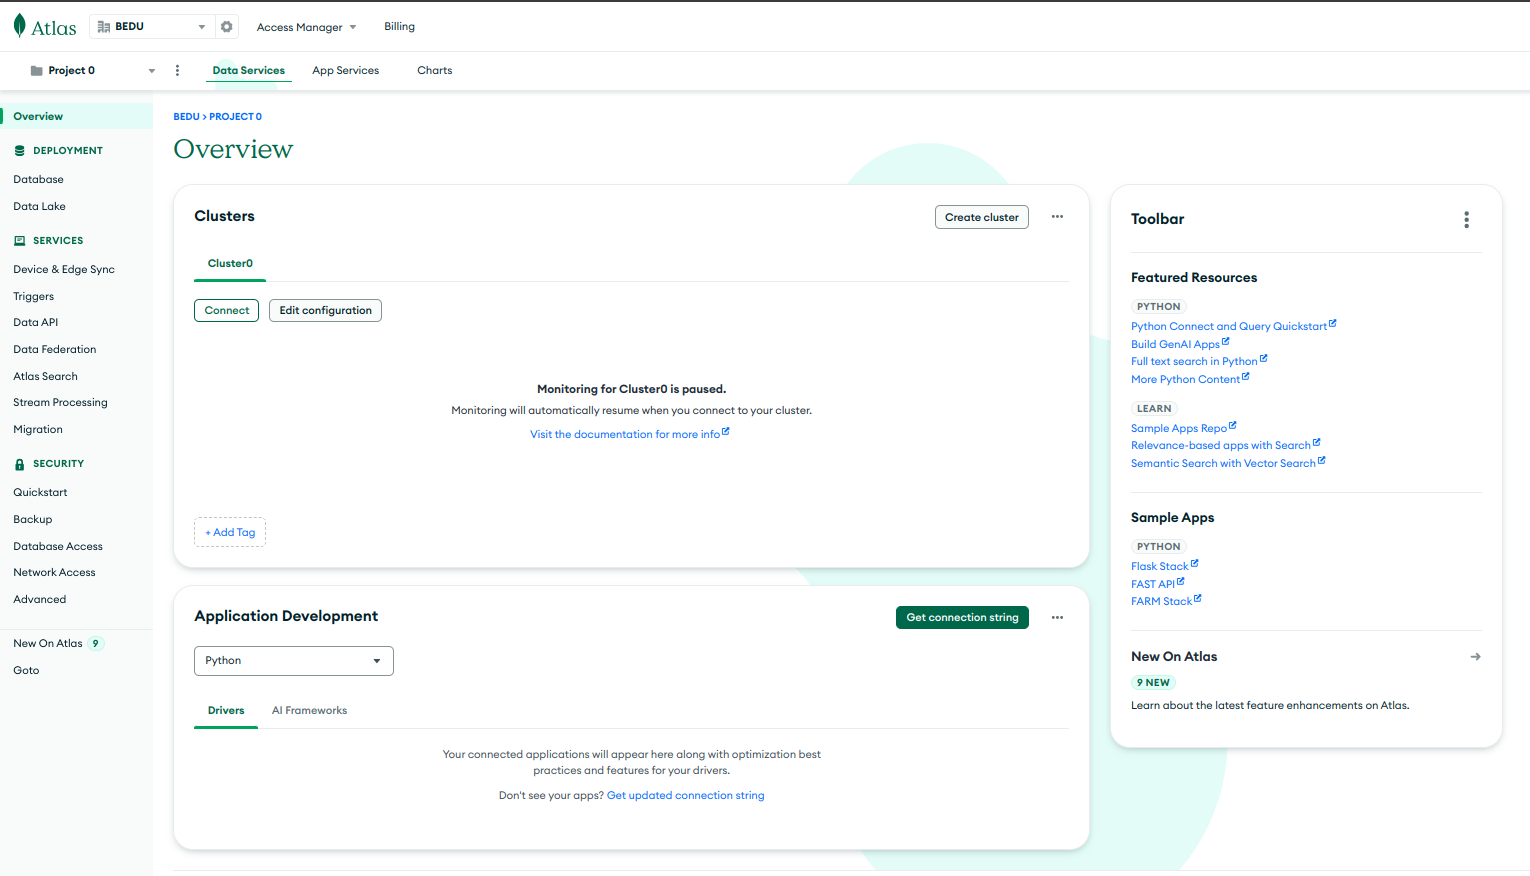 Atlas
BEDU
Access Manager
Billing
Project 0
Data Services
App Services
Charts
Overview
DEPLOYMENT
Database
Data Lake
SERVICES
Device & Edge Sync
Triggers
Data API
Data Federation
Atlas Search
Stream Processing
Migration
SECURITY
Quickstart
Backup
Database Access
Network Access
Advanced
New On Atlas 9
Goto
BEDU > PROJECT 0
Overview
Clusters
Create cluster
Cluster0
Connect
Edit configuration
Monitoring for Cluster0 is paused.
Monitoring will automatically resume when you connect to your cluster.
Visit the documentation for more info
+ Add Tag
Application Development
Get connection string
Python
Drivers
AI Frameworks
Your connected applications will appear here along with optimization best
practices and features for your drivers.
Don't see your apps? Get updated connection string
Toolbar
Featured Resources
PYTHON
Python Connect and Query Quickstart
Build GenAI Apps
Full text search in Python
More Python Content
LEARN
Sample Apps Repo
Relevance-based apps with Search
Semantic Search with Vector Search
Sample Apps
PYTHON
Flask Stack
FAST API
FARM Stack
New On Atlas
9 NEW
Learn about the latest feature enhancements on Atlas.